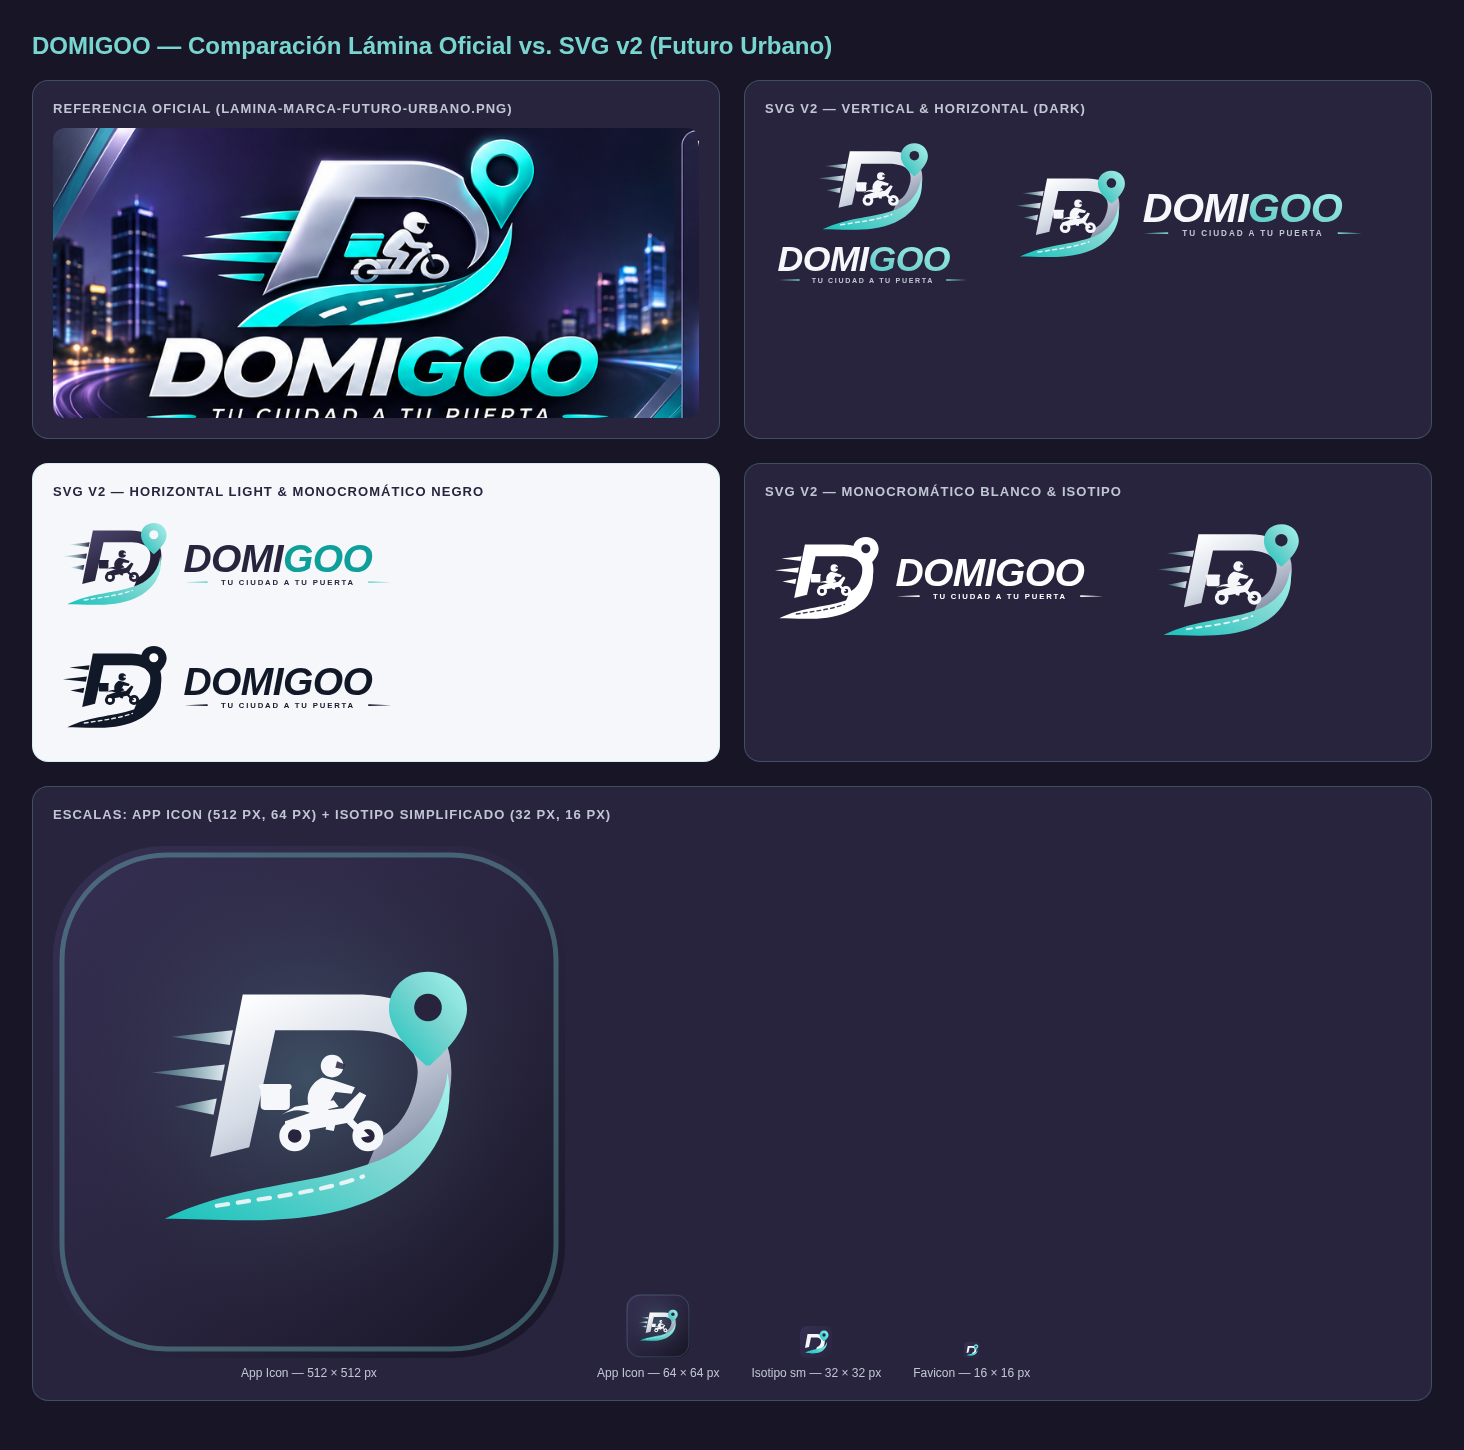 DOMIGOO — Comparación Lámina Oficial vs. SVG v2 (Futuro Urbano)
REFERENCIA OFICIAL (LAMINA-MARCA-FUTURO-URBANO.PNG)
DOMIGOO
TU CIUDAD A TU PUERTA
SVG V2 — VERTICAL & HORIZONTAL (DARK)
DOMIGOO
TU CIUDAD A TU PUERTA
DOMIGOO
TU CIUDAD A TU PUERTA
SVG V2 — HORIZONTAL LIGHT & MONOCROMÁTICO NEGRO
DOMIGOO
TU CIUDAD A TU PUERTA
DOMIGOO
TU CIUDAD A TU PUERTA
SVG V2 — MONOCROMÁTICO BLANCO & ISOTIPO
DOMIGOO
TU CIUDAD A TU PUERTA
ESCALAS: APP ICON (512 PX, 64 PX) + ISOTIPO SIMPLIFICADO (32 PX, 16 PX)
App Icon — 512 × 512 px
App Icon — 64 × 64 px
Isotipo sm — 32 × 32 px
Favicon — 16 × 16 px